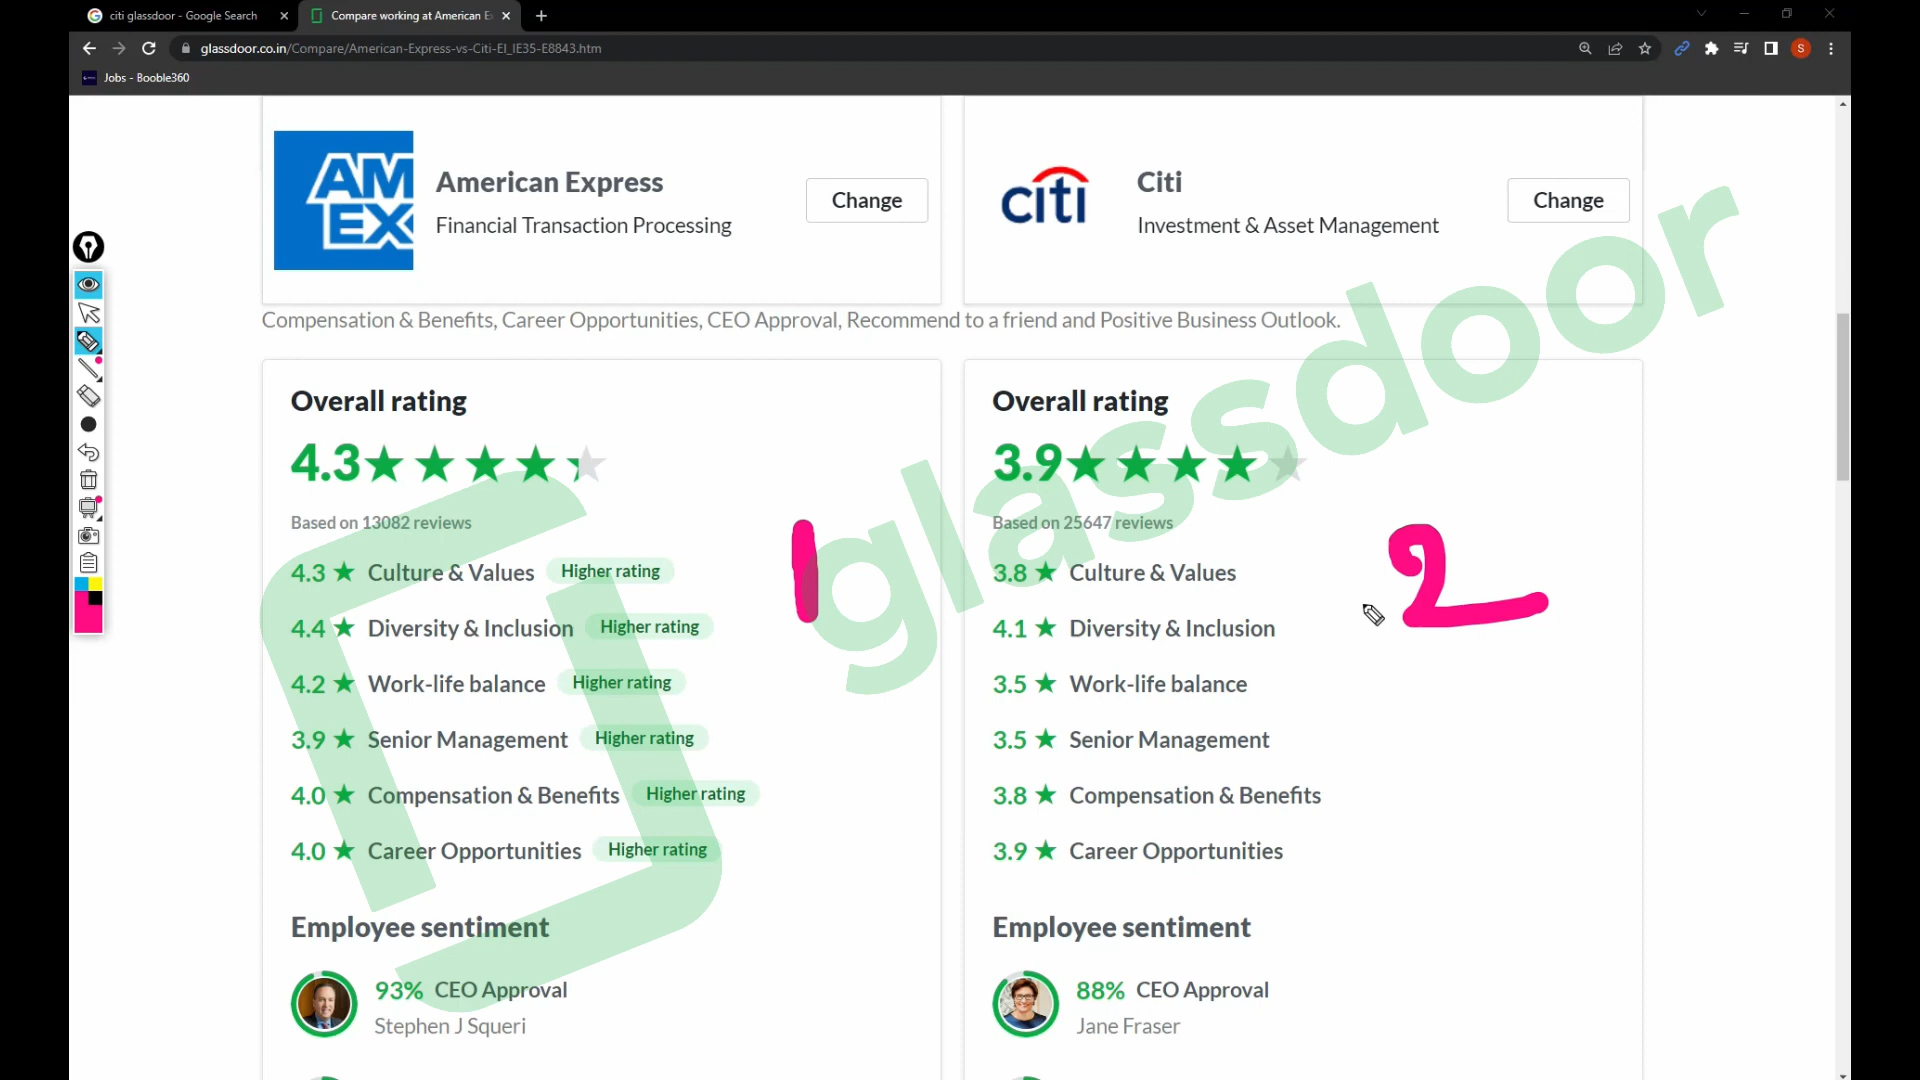 citi glassdoor - Google Search
Compare working at American E
glassdoor.co.in/Compare/American-Express-vs-Citi-EI_IE35-E8843.htm
S
Jobs - Booble360
AM
EX
American Express
Financial Transaction Processing
Change
citi
Citi
Investment & Asset Management
Change
Compensation & Benefits, Career Opportunities, CEO Approval, Recommend to a friend and Positive Business Outlook.
glassdoor
Overall rating
4.3
Based on 13082 reviews
1
4.3 ★ Culture & Values Higher rating
4.4 ★ Diversity & Inclusion Higher rating
4.2 ★ Work-life balance Higher rating
3.9 ★ Senior Management Higher rating
4.0 ★ Compensation & Benefits Higher rating
4.0 ★ Career Opportunities Higher rating
Employee sentiment
93% CEO Approval
Stephen J Squeri
Overall rating
3.9
Based on 25647 reviews
2
3.8 ★ Culture & Values
4.1 ★ Diversity & Inclusion
3.5 ★ Work-life balance
3.5 ★ Senior Management
3.8 ★ Compensation & Benefits
3.9 ★ Career Opportunities
Employee sentiment
88% CEO Approval
Jane Fraser